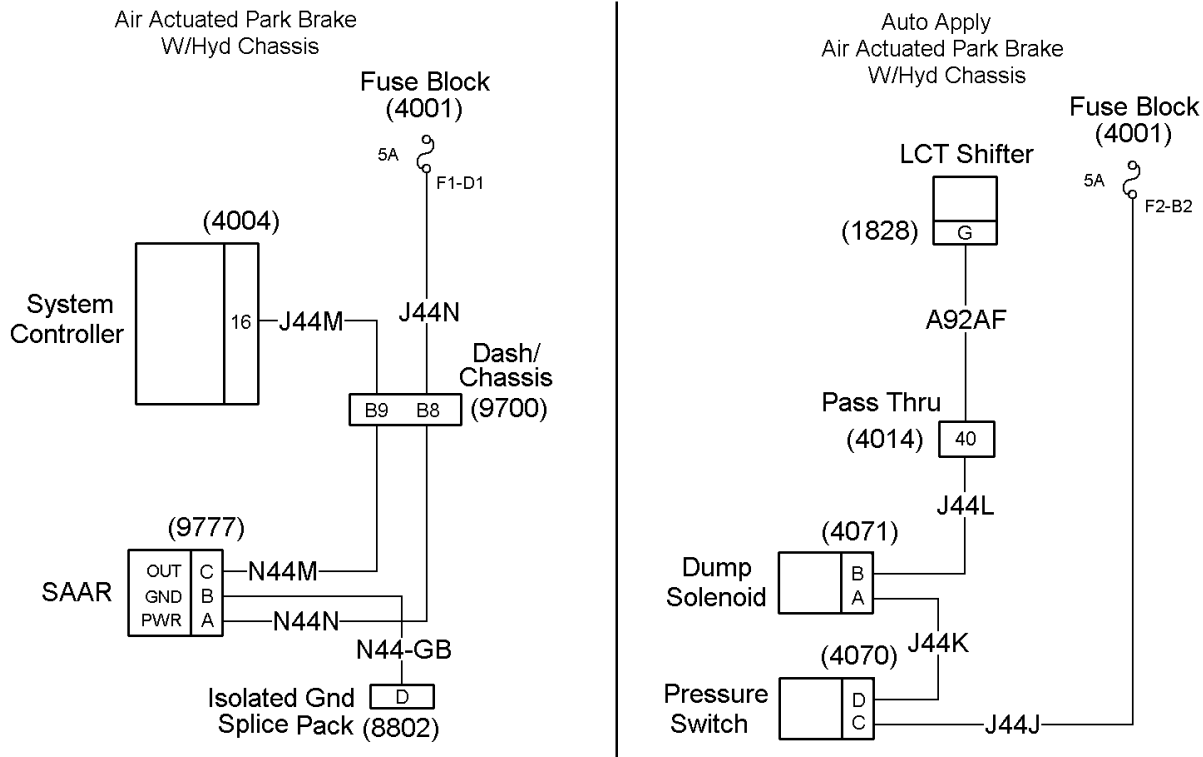 Air Actuated Park Brake
W/Hyd Chassis
Fuse Block
(4001)
5A
F1-D1
(4004)
System
Controller
16
J44M
J44N
Dash/
Chassis
(9700)
B9
B8
(9777)
SAAR
OUT
C
N44M
GND
B
PWR
A
N44N
N44-GB
Isolated Gnd
Splice Pack
(8802)
D
Auto Apply
Air Actuated Park Brake
W/Hyd Chassis
Fuse Block
(4001)
5A
F2-B2
LCT Shifter
(1828)
G
A92AF
Pass Thru
(4014)
40
J44L
(4071)
Dump
Solenoid
B
A
J44K
(4070)
Pressure
Switch
D
C
J44J